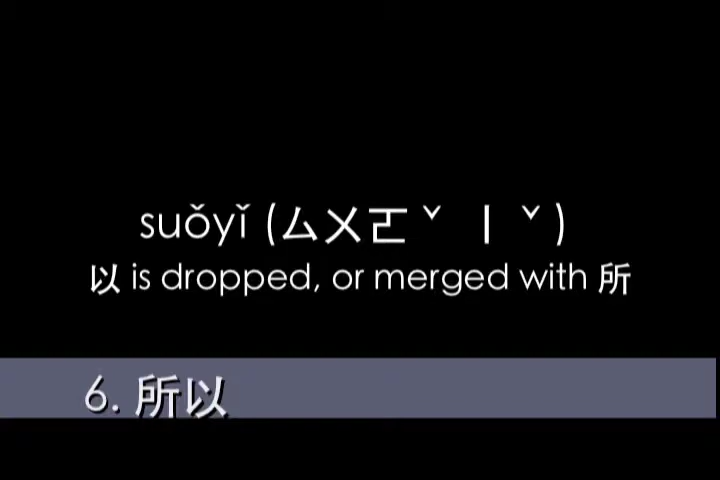 suǒyǐ (ㄙㄨㄛˇ ㄧˇ)
以 is dropped, or merged with 所
6. 所以